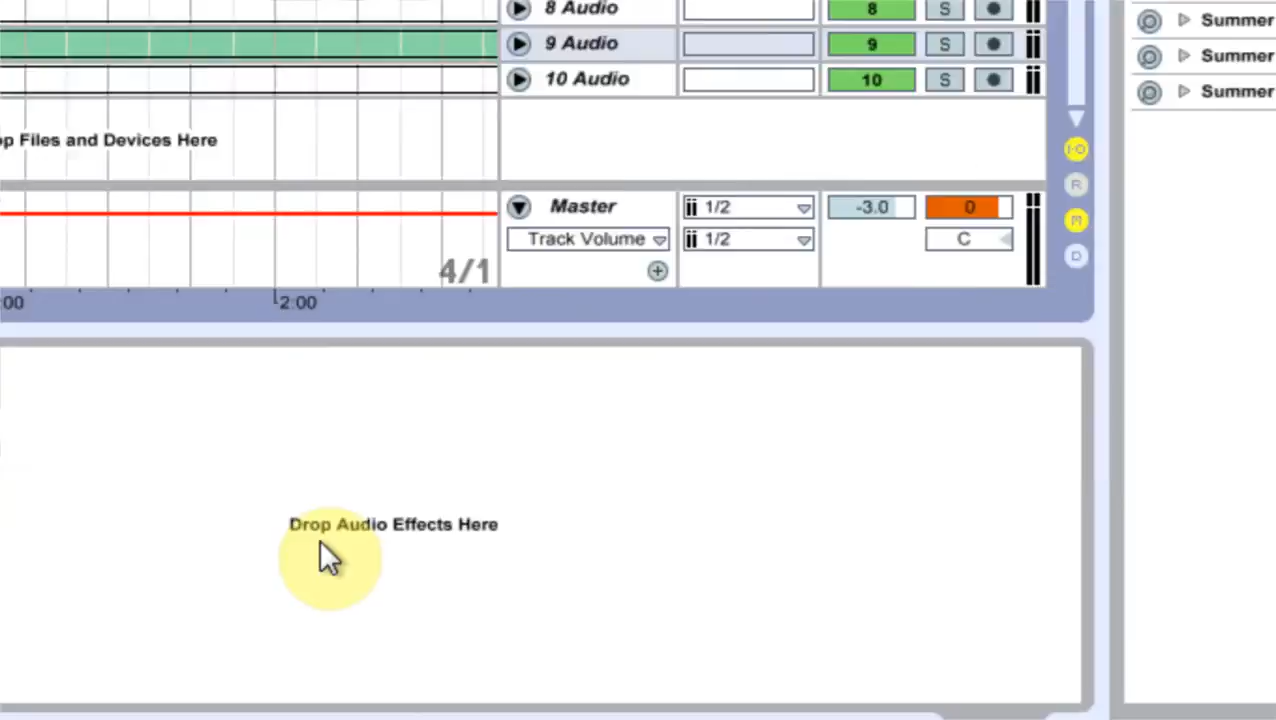 8 Audio 8 S Summer
9 Audio 9 S Summer
10 Audio 10 S Summer
op Files and Devices Here
I·O
R
Master 1/2 -3.0 0
M
Track Volume 1/2 C
D
4/1
:00 2:00
Drop Audio Effects Here